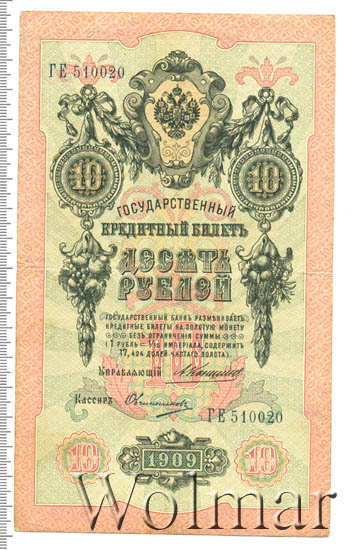 ГЕ 510020
10 10
ГОСУДАРСТВЕННЫЙ
КРЕДИТНЫЙ БИЛЕТЪ
ДЕСЯТЬ
РУБЛЕЙ
ГОСУДАРСТВЕННЫЙ БАНКЪ РАЗМѢНИВАЕТЪ
КРЕДИТНЫЕ БИЛЕТЫ НА ЗОЛОТУЮ МОНЕТУ
БЕЗЪ ОГРАНИЧЕНІЯ СУММЫ
(1 РУБЛЬ = 1/15 ИМПЕРІАЛА, СОДЕРЖИТЪ
17,424 ДОЛЕЙ ЧИСТАГО ЗОЛОТА).
Управляющій
Кассиръ
ГЕ 510020
10 1909 10
Wolmar